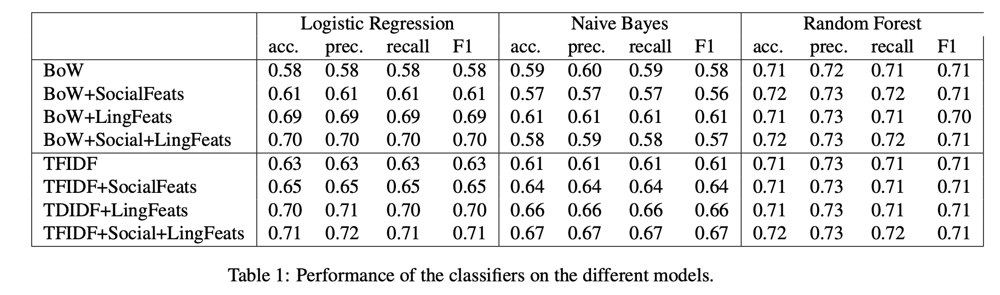 Logistic Regression Naive Bayes Random Forest
acc. prec. recall F1 acc. prec. recall F1 acc. prec. recall F1
BoW 0.58 0.58 0.58 0.58 0.59 0.60 0.59 0.58 0.71 0.72 0.71 0.71
BoW+SocialFeats 0.61 0.61 0.61 0.61 0.57 0.57 0.57 0.56 0.72 0.73 0.72 0.71
BoW+LingFeats 0.69 0.69 0.69 0.69 0.61 0.61 0.61 0.61 0.71 0.73 0.71 0.70
BoW+Social+LingFeats 0.70 0.70 0.70 0.70 0.58 0.59 0.58 0.57 0.72 0.73 0.72 0.71
TFIDF 0.63 0.63 0.63 0.63 0.61 0.61 0.61 0.61 0.71 0.73 0.71 0.71
TFIDF+SocialFeats 0.65 0.65 0.65 0.65 0.64 0.64 0.64 0.64 0.71 0.73 0.71 0.71
TDIDF+LingFeats 0.70 0.71 0.70 0.70 0.66 0.66 0.66 0.66 0.71 0.73 0.71 0.71
TFIDF+Social+LingFeats 0.71 0.72 0.71 0.71 0.67 0.67 0.67 0.67 0.72 0.73 0.72 0.71
Table 1: Performance of the classifiers on the different models.